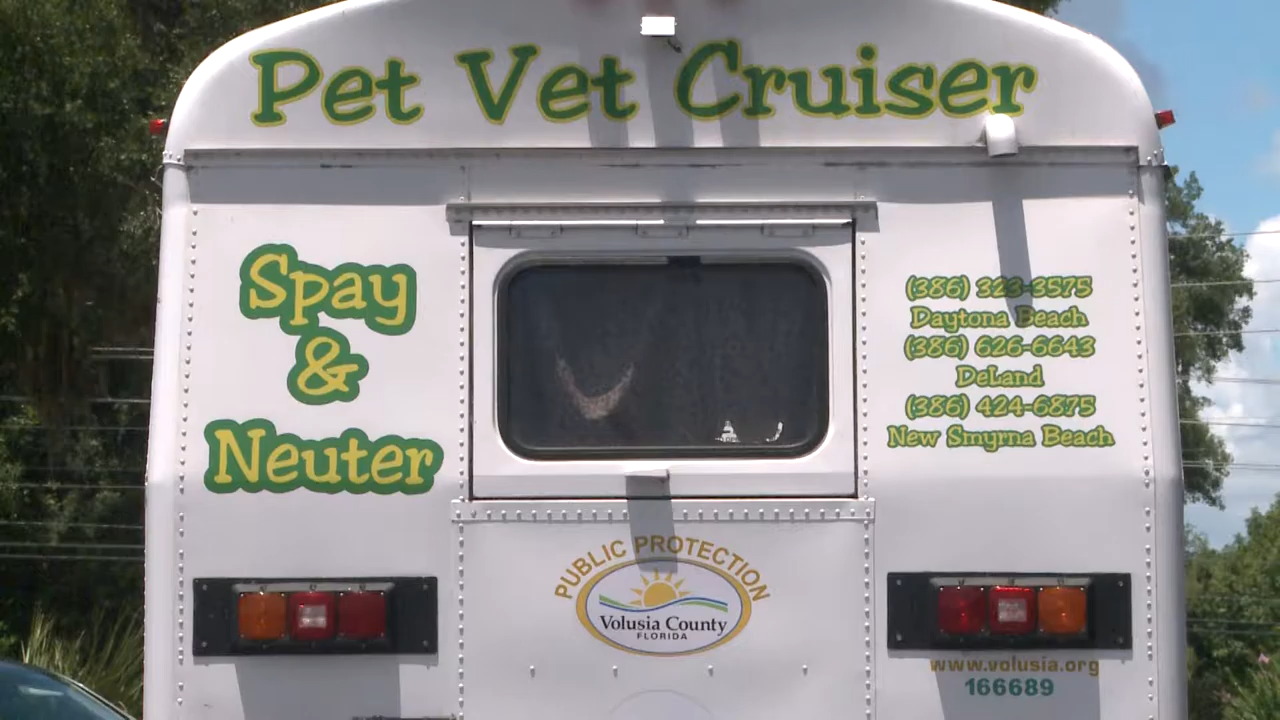 Pet Vet Cruiser
Spay
&
Neuter
(386) 323-3575
Daytona Beach
(386) 626-6643
DeLand
(386) 424-6875
New Smyrna Beach
PUBLIC PROTECTION
Volusia County
FLORIDA
www.volusia.org
166689